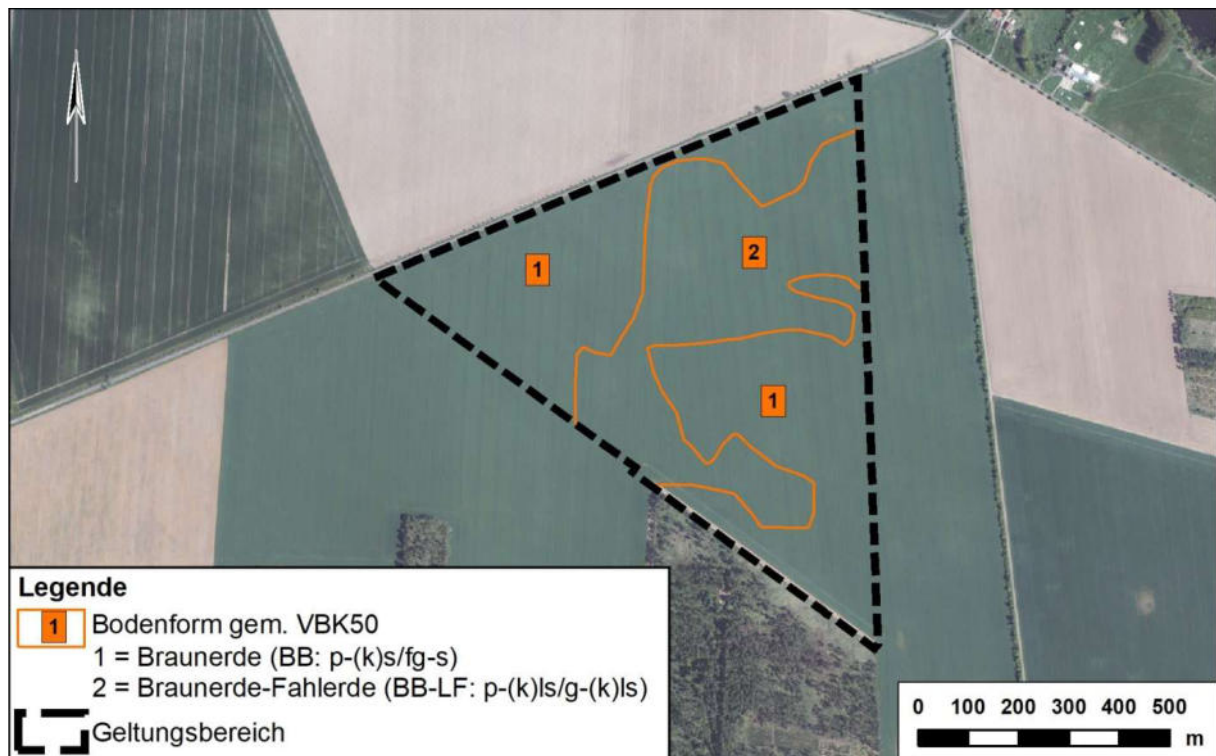 1
2
1
Legende
1 Bodenform gem. VBK50
1 = Braunerde (BB: p-(k)s/fg-s)
2 = Braunerde-Fahlerde (BB-LF: p-(k)ls/g-(k)ls)
Geltungsbereich
0 100 200 300 400 500
m